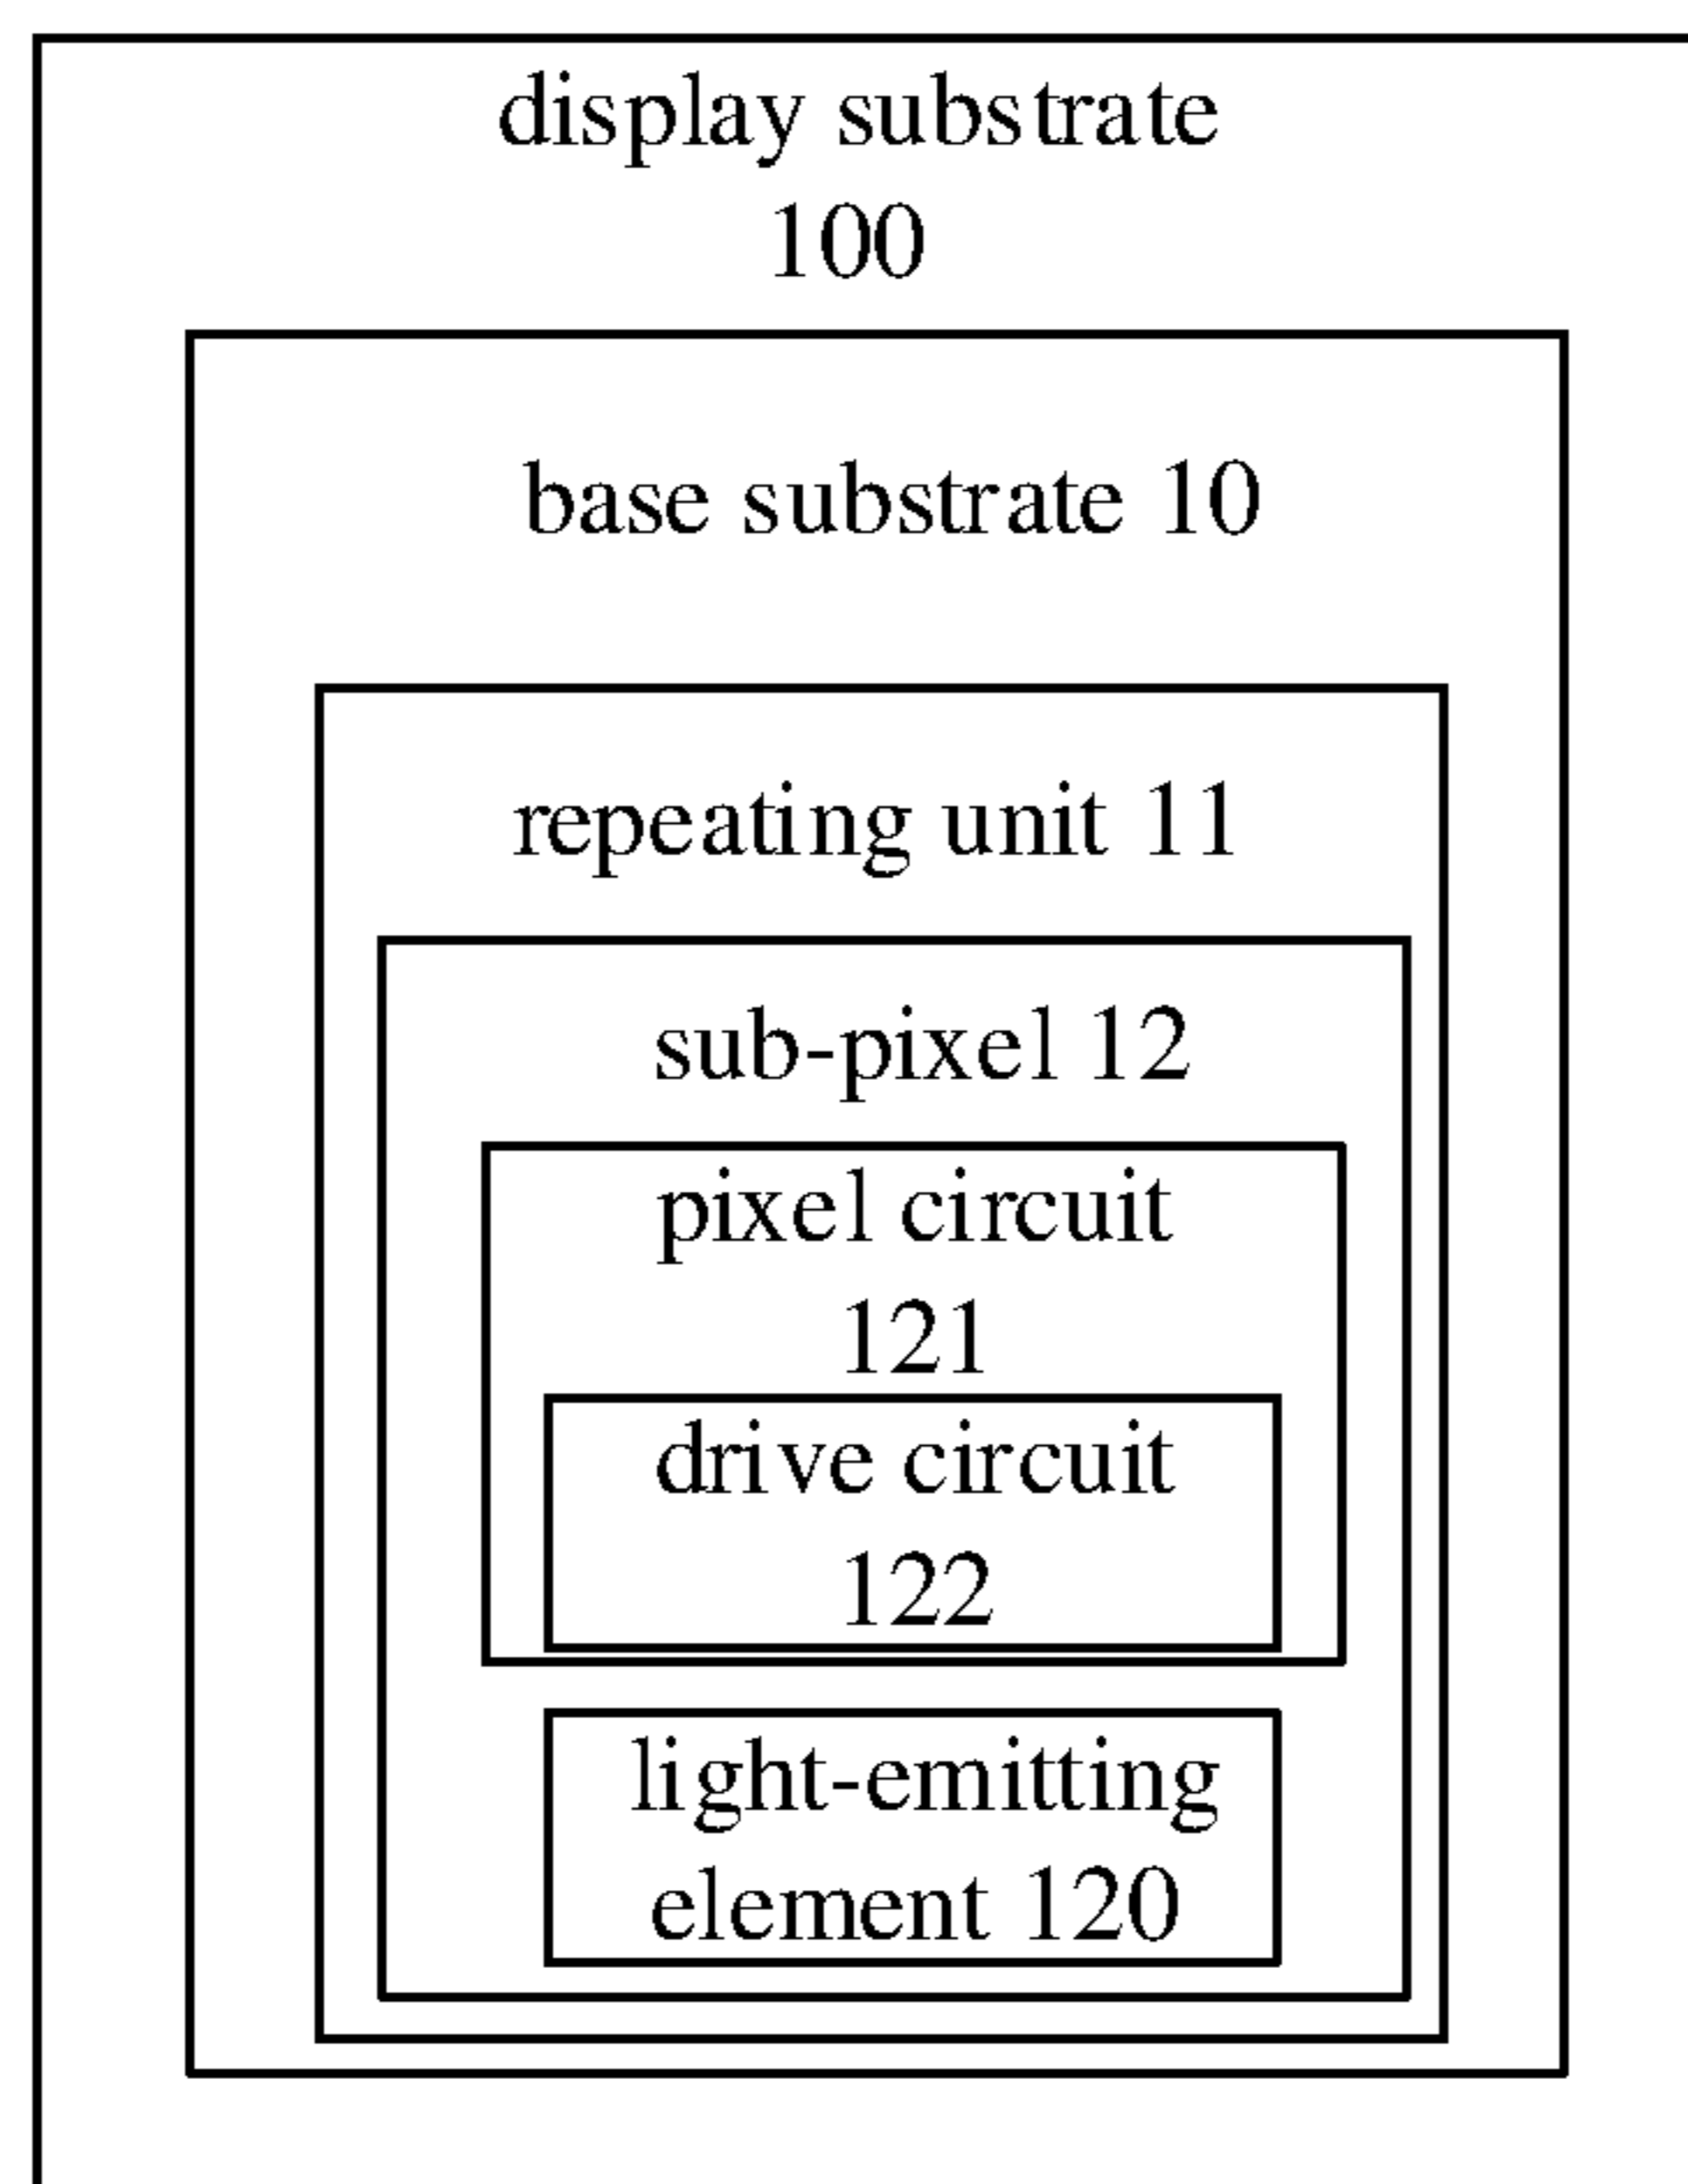 display substrate
100
base substrate 10
repeating unit 11
sub-pixel 12
pixel circuit
121
drive circuit
122
light-emitting
element 120